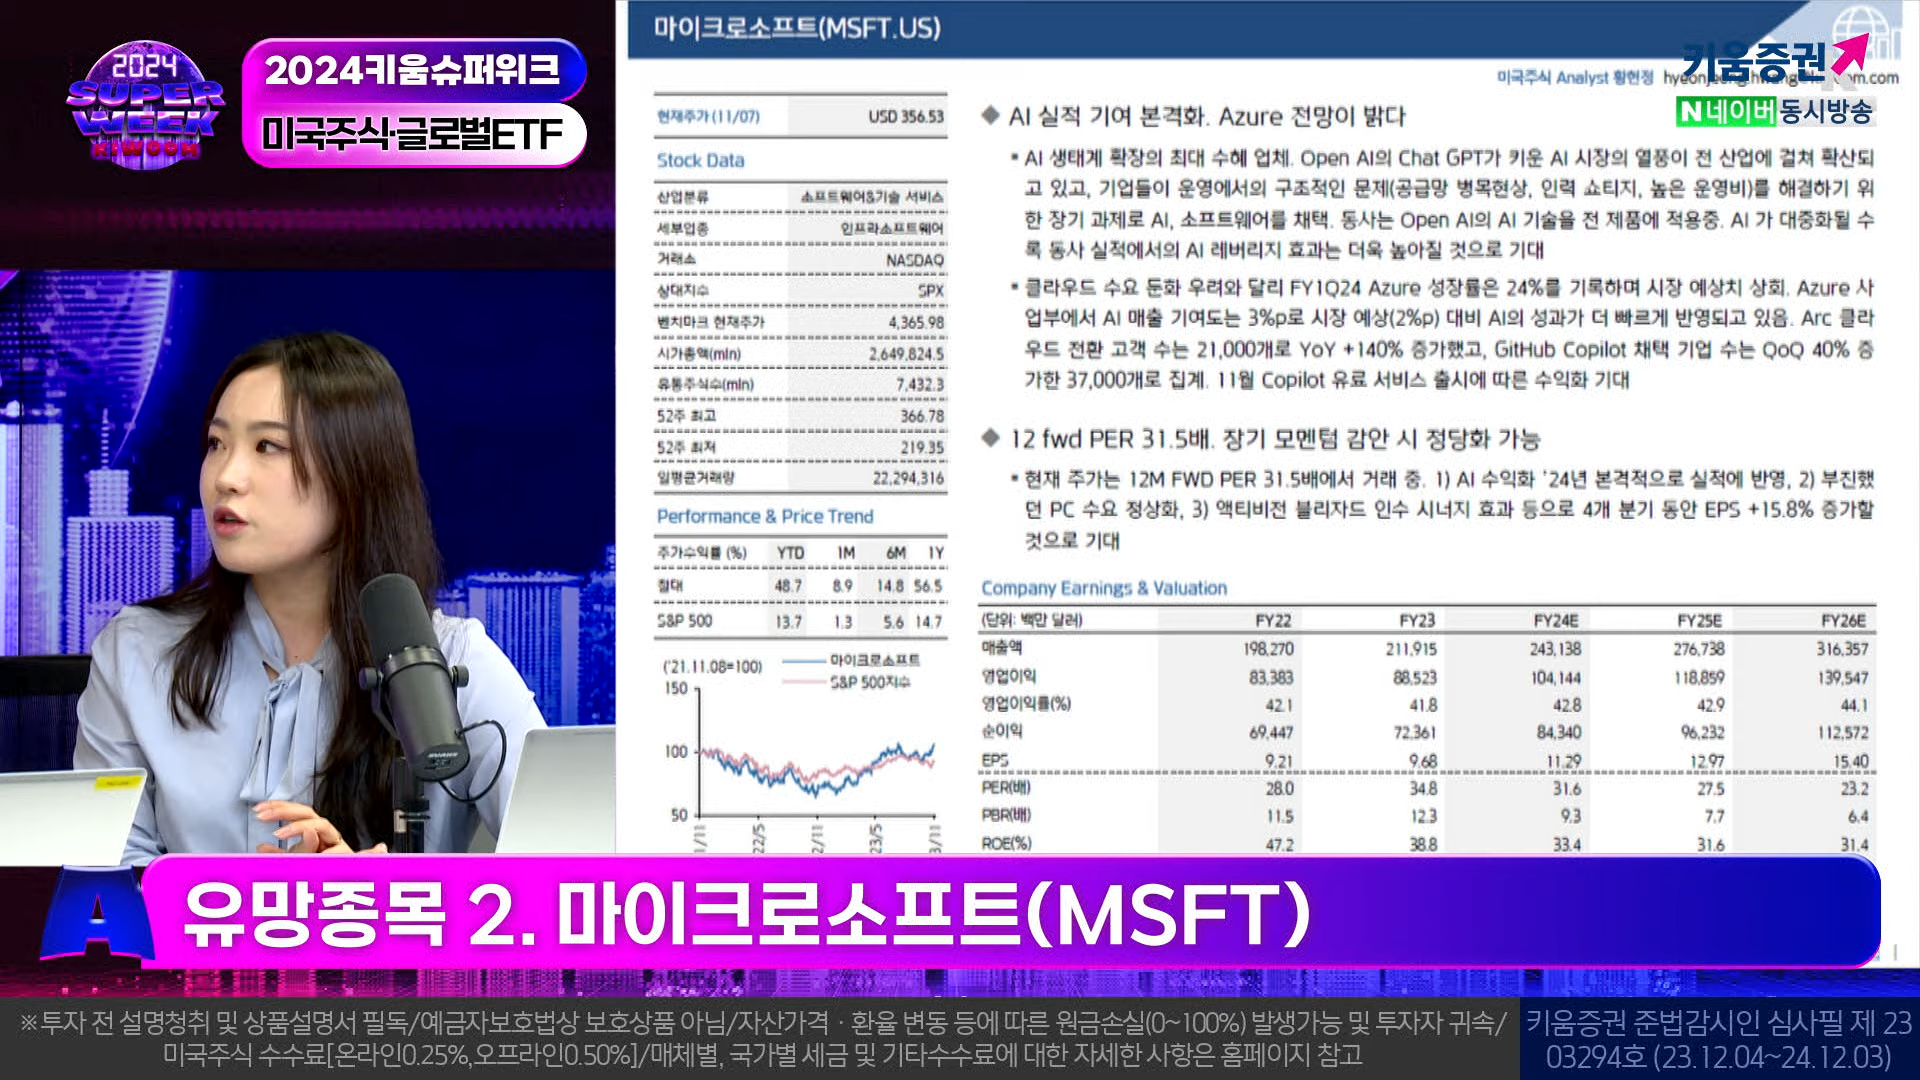 2024
SUPER
WEEK
KIWOOM
2024키움슈퍼위크
미국주식·글로벌ETF
마이크로소프트(MSFT.US)
키움증권
미국주식 Analyst 황현정
N 네이버 동시방송
현재주가(11/07) USD 356.53
Stock Data
산업분류 소프트웨어&기술 서비스
세부업종 인프라소프트웨어
거래소 NASDAQ
상대지수 SPX
벤치마크 현재주가 4,365.98
시가총액(mln) 2,649,824.5
유통주식수(mln) 7,432.3
52주 최고 366.78
52주 최저 219.35
일평균거래량 22,294,316
Performance & Price Trend
주가수익률 (%) YTD 1M 6M 1Y
절대 48.7 8.9 14.8 56.5
S&P 500 13.7 1.3 5.6 14.7
('21.11.08=100) 마이크로소프트
S&P 500지수
150
100
50
◆ AI 실적 기여 본격화. Azure 전망이 밝다
▪ AI 생태계 확장의 최대 수혜 업체. Open AI의 Chat GPT가 키운 AI 시장의 열풍이 전 산업에 걸쳐 확산되
고 있고, 기업들이 운영에서의 구조적인 문제(공급망 병목현상, 인력 쇼티지, 높은 운영비)를 해결하기 위
한 장기 과제로 AI, 소프트웨어를 채택. 동사는 Open AI의 AI 기술을 전 제품에 적용중. AI 가 대중화될 수
록 동사 실적에서의 AI 레버리지 효과는 더욱 높아질 것으로 기대
▪ 클라우드 수요 둔화 우려와 달리 FY1Q24 Azure 성장률은 24%를 기록하며 시장 예상치 상회. Azure 사
업부에서 AI 매출 기여도는 3%p로 시장 예상(2%p) 대비 AI의 성과가 더 빠르게 반영되고 있음. Arc 클라
우드 전환 고객 수는 21,000개로 YoY +140% 증가했고, GitHub Copilot 채택 기업 수는 QoQ 40% 증
가한 37,000개로 집계. 11월 Copilot 유료 서비스 출시에 따른 수익화 기대
◆ 12 fwd PER 31.5배. 장기 모멘텀 감안 시 정당화 가능
▪ 현재 주가는 12M FWD PER 31.5배에서 거래 중. 1) AI 수익화 '24년 본격적으로 실적에 반영, 2) 부진했
던 PC 수요 정상화, 3) 액티비전 블리자드 인수 시너지 효과 등으로 4개 분기 동안 EPS +15.8% 증가할
것으로 기대
Company Earnings & Valuation
(단위: 백만 달러) FY22 FY23 FY24E FY25E FY26E
매출액 198,270 211,915 243,138 276,738 316,357
영업이익 83,383 88,523 104,144 118,859 139,547
영업이익률(%) 42.1 41.8 42.8 42.9 44.1
순이익 69,447 72,361 84,340 96,232 112,572
EPS 9.21 9.68 11.29 12.97 15.40
PER(배) 28.0 34.8 31.6 27.5 23.2
PBR(배) 11.5 12.3 9.3 7.7 6.4
ROE(%) 47.2 38.8 33.4 31.6 31.4
유망종목 2. 마이크로소프트(MSFT)
※투자 전 설명청취 및 상품설명서 필독/예금자보호법상 보호상품 아님/자산가격ㆍ환율 변동 등에 따른 원금손실(0~100%) 발생가능 및 투자자 귀속/
미국주식 수수료[온라인0.25%,오프라인0.50%]/매체별, 국가별 세금 및 기타수수료에 대한 자세한 사항은 홈페이지 참고
키움증권 준법감시인 심사필 제 23
03294호 (23.12.04~24.12.03)